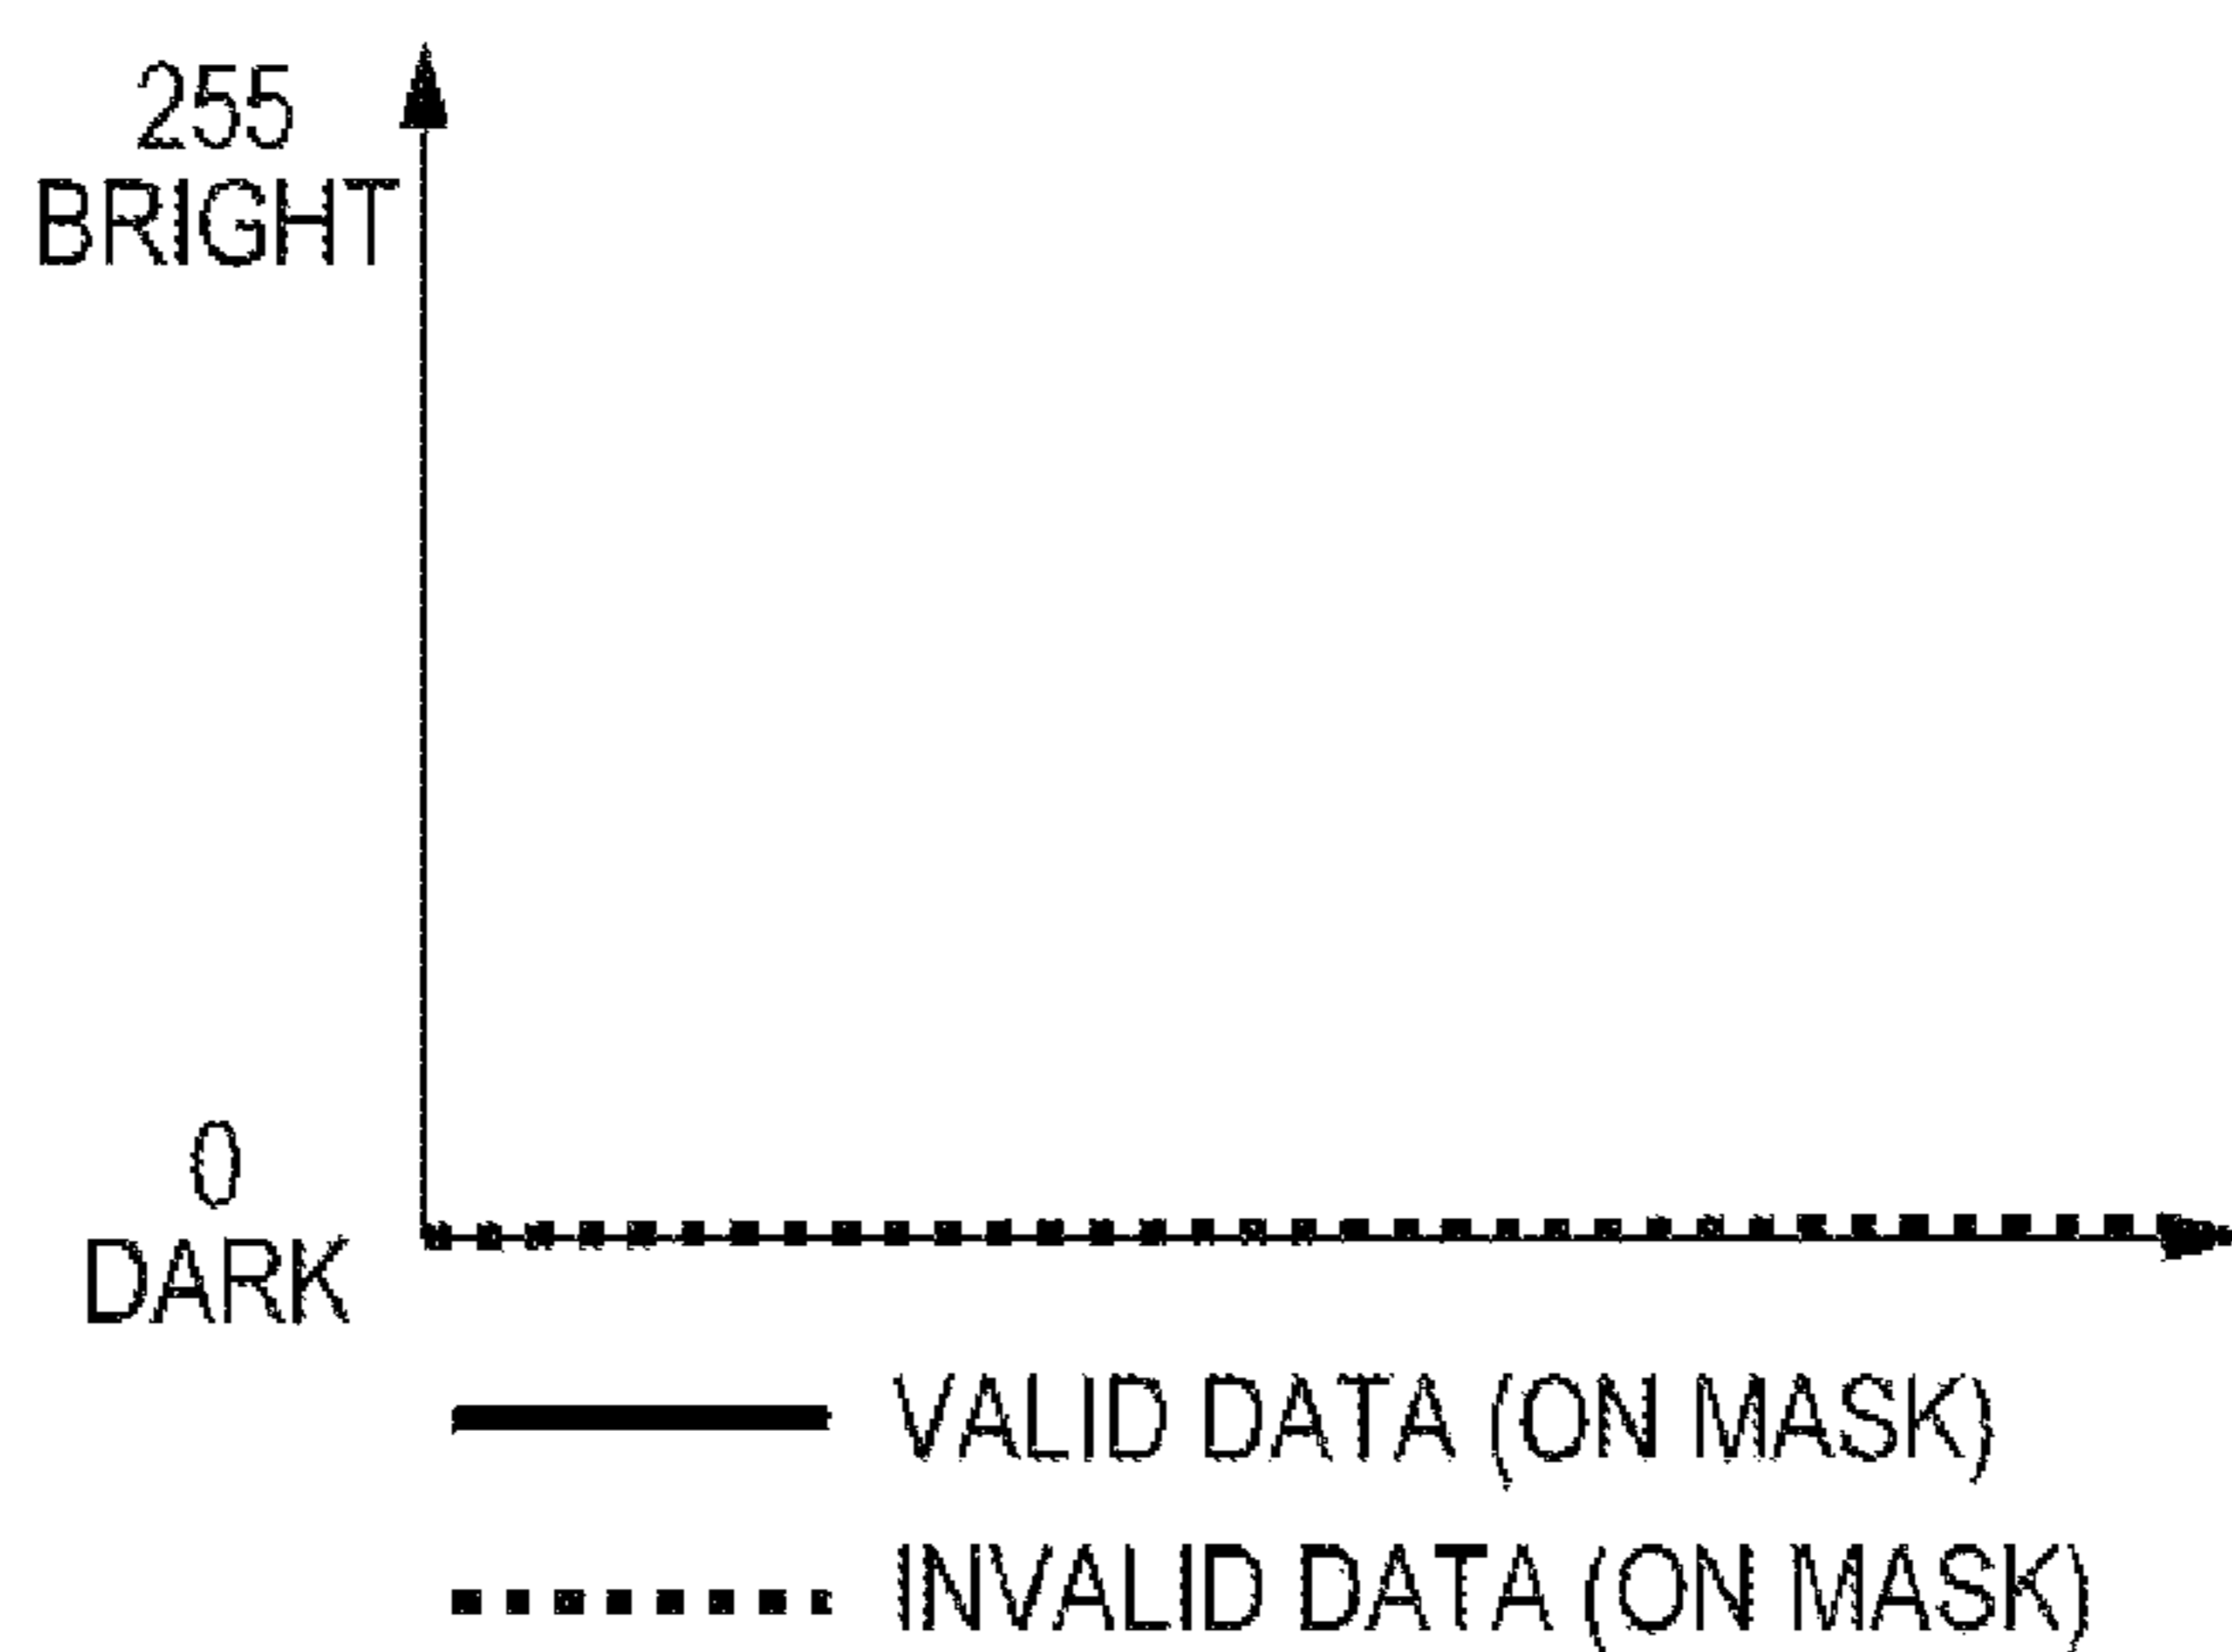 255
BRIGHT
0
DARK
VALID DATA (ON MASK)
INVALID DATA (ON MASK)